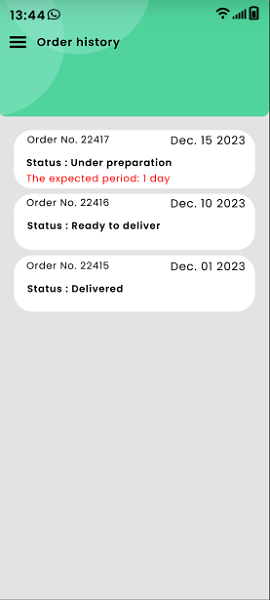 13:44
Order history
Order No. 22417 Dec. 15 2023
Status : Under preparation
The expected period: 1 day
Order No. 22416 Dec. 10 2023
Status : Ready to deliver
Order No. 22415 Dec. 01 2023
Status : Delivered